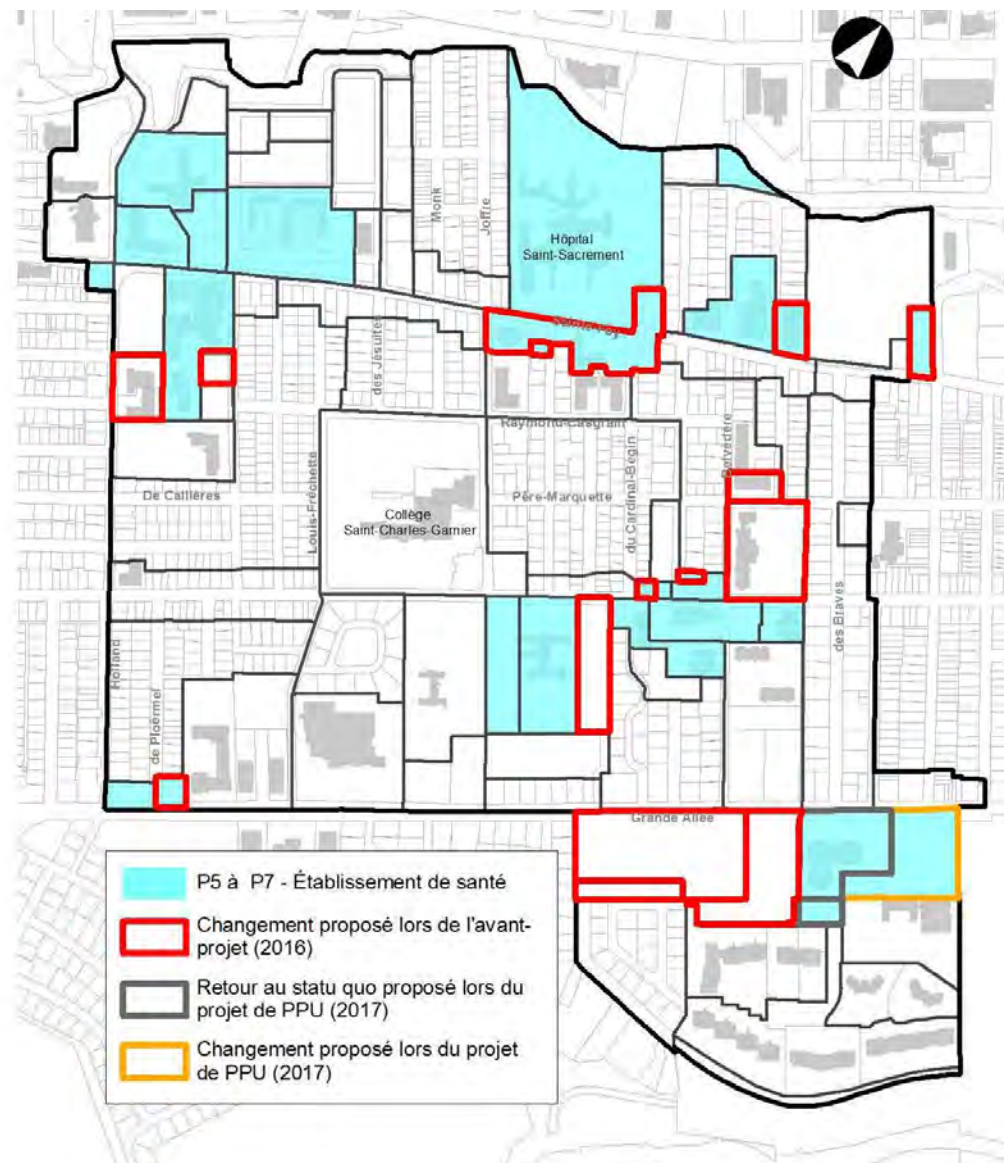 Monk
Joffre
Hôpital
Saint-Sacrement
Sainte-Foy
des Jésuites
Raymond-Casgrain
Belvédère
De Callières
Louis-Fréchette
Père-Marquette
du Cardinal-Bégin
Collège
Saint-Charles-Garnier
des Braves
Holland
de Ploërmel
Grande Allée
P5 à P7 - Établissement de santé
Changement proposé lors de l'avant-
projet (2016)
Retour au statu quo proposé lors du
projet de PPU (2017)
Changement proposé lors du projet
de PPU (2017)